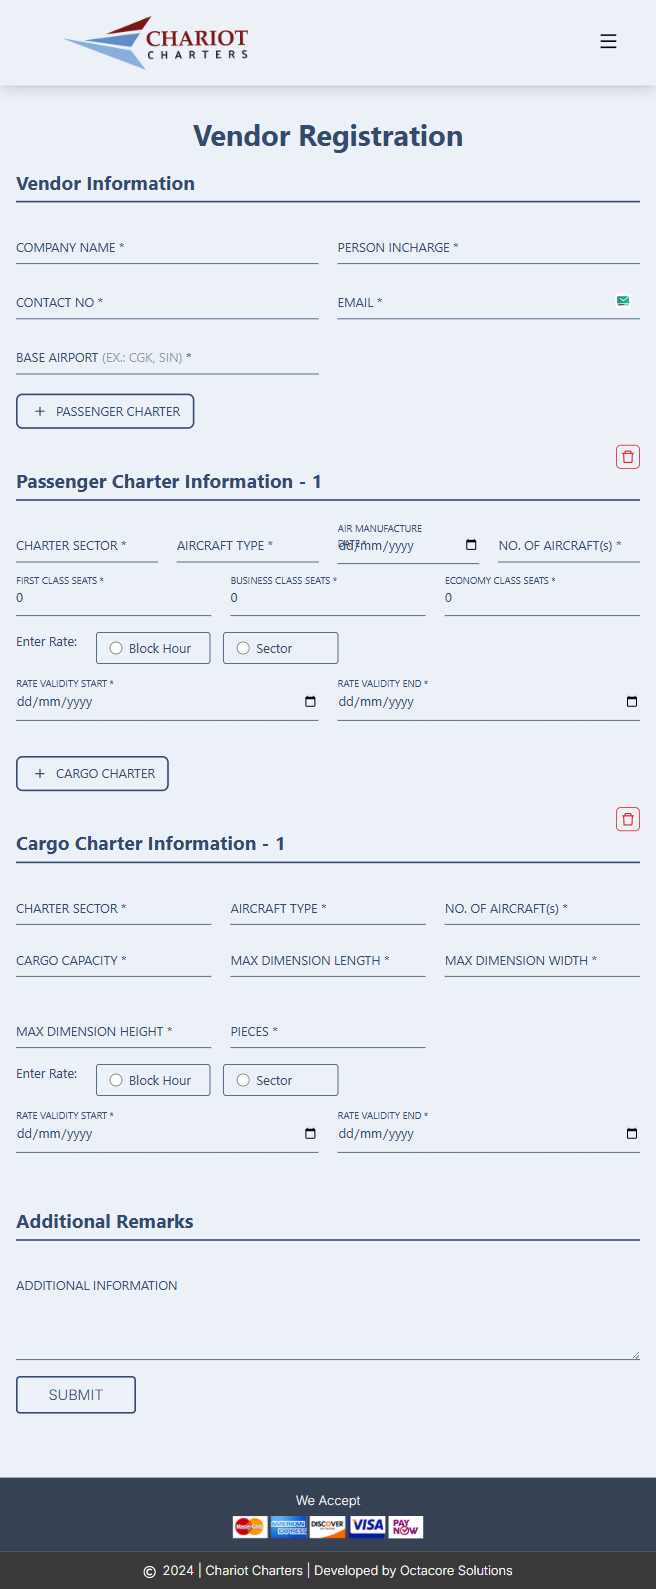 CHARIOT
CHARTERS
Vendor Registration
Vendor Information
COMPANY NAME *
PERSON INCHARGE *
CONTACT NO *
EMAIL *
BASE AIRPORT (EX.: CGK, SIN) *
+ PASSENGER CHARTER
Passenger Charter Information - 1
CHARTER SECTOR *
AIRCRAFT TYPE *
AIR MANUFACTURE
DATE *
dd/mm/yyyy
NO. OF AIRCRAFT(s) *
FIRST CLASS SEATS *
0
BUSINESS CLASS SEATS *
0
ECONOMY CLASS SEATS *
0
Enter Rate:
Block Hour
Sector
RATE VALIDITY START *
dd/mm/yyyy
RATE VALIDITY END *
dd/mm/yyyy
+ CARGO CHARTER
Cargo Charter Information - 1
CHARTER SECTOR *
AIRCRAFT TYPE *
NO. OF AIRCRAFT(s) *
CARGO CAPACITY *
MAX DIMENSION LENGTH *
MAX DIMENSION WIDTH *
MAX DIMENSION HEIGHT *
PIECES *
Enter Rate:
Block Hour
Sector
RATE VALIDITY START *
dd/mm/yyyy
RATE VALIDITY END *
dd/mm/yyyy
Additional Remarks
ADDITIONAL INFORMATION
SUBMIT
We Accept
MasterCard
AMERICAN EXPRESS
DISCOVER
VISA
PAY NOW
© 2024 | Chariot Charters | Developed by Octacore Solutions